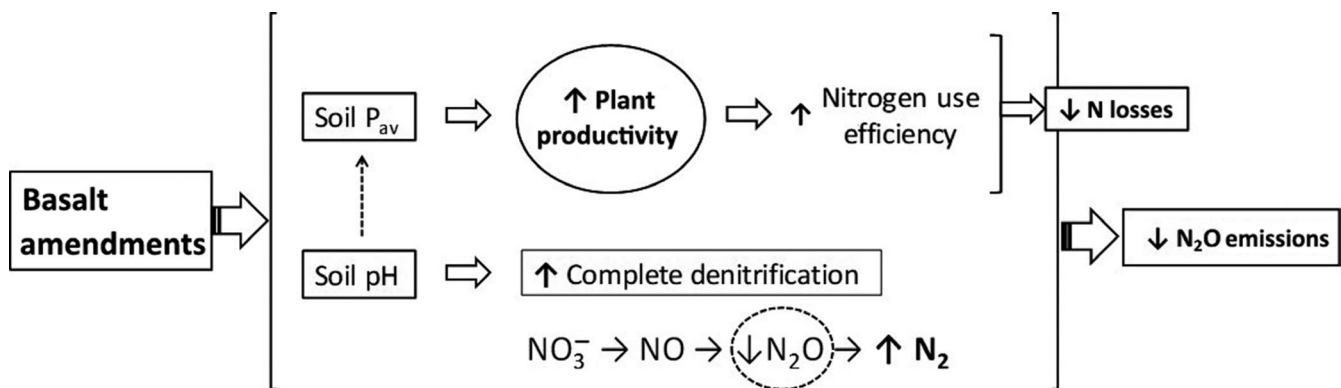 Basalt
amendments
Soil Pav
↑ Plant
productivity
↑ Nitrogen use
efficiency
↓ N losses
Soil pH
↑ Complete denitrification
NO₃⁻ → NO → ↓N₂O → ↑ N₂
↓ N₂O emissions